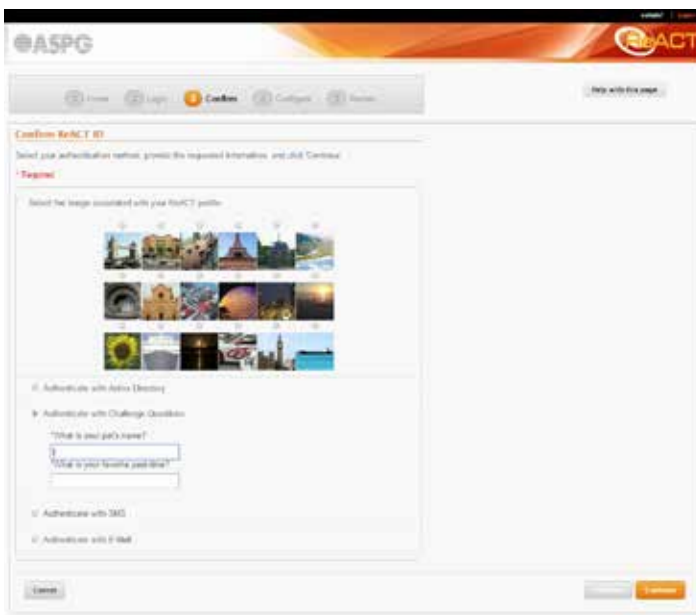 ASPG
ReACT
Login
3 Confirm
Configure
Help with this page
Confirm ReACT ID
Select your authentication method, provide the requested information, and click 'Continue'
* Required
Select the image associated with your ReACT profile
Authenticate with Active Directory
Authenticate with Challenge Questions
*What is your pet's name?
*What is your favorite past-time?
Authenticate with SMS
Authenticate with E-Mail
Cancel
Continue